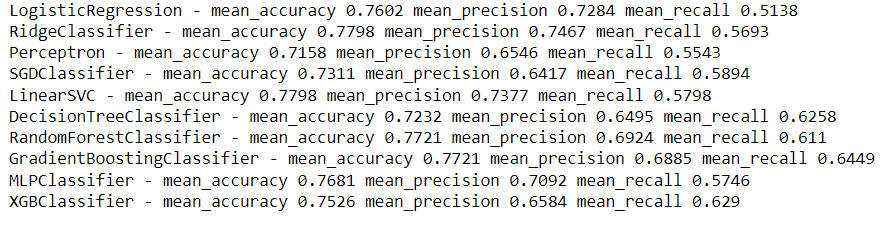 LogisticRegression - mean_accuracy 0.7602 mean_precision 0.7284 mean_recall 0.5138
RidgeClassifier - mean_accuracy 0.7798 mean_precision 0.7467 mean_recall 0.5693
Perceptron - mean_accuracy 0.7158 mean_precision 0.6546 mean_recall 0.5543
SGDClassifier - mean_accuracy 0.7311 mean_precision 0.6417 mean_recall 0.5894
LinearSVC - mean_accuracy 0.7798 mean_precision 0.7377 mean_recall 0.5798
DecisionTreeClassifier - mean_accuracy 0.7232 mean_precision 0.6495 mean_recall 0.6258
RandomForestClassifier - mean_accuracy 0.7721 mean_precision 0.6924 mean_recall 0.611
GradientBoostingClassifier - mean_accuracy 0.7721 mean_precision 0.6885 mean_recall 0.6449
MLPClassifier - mean_accuracy 0.7681 mean_precision 0.7092 mean_recall 0.5746
XGBClassifier - mean_accuracy 0.7526 mean_precision 0.6584 mean_recall 0.629